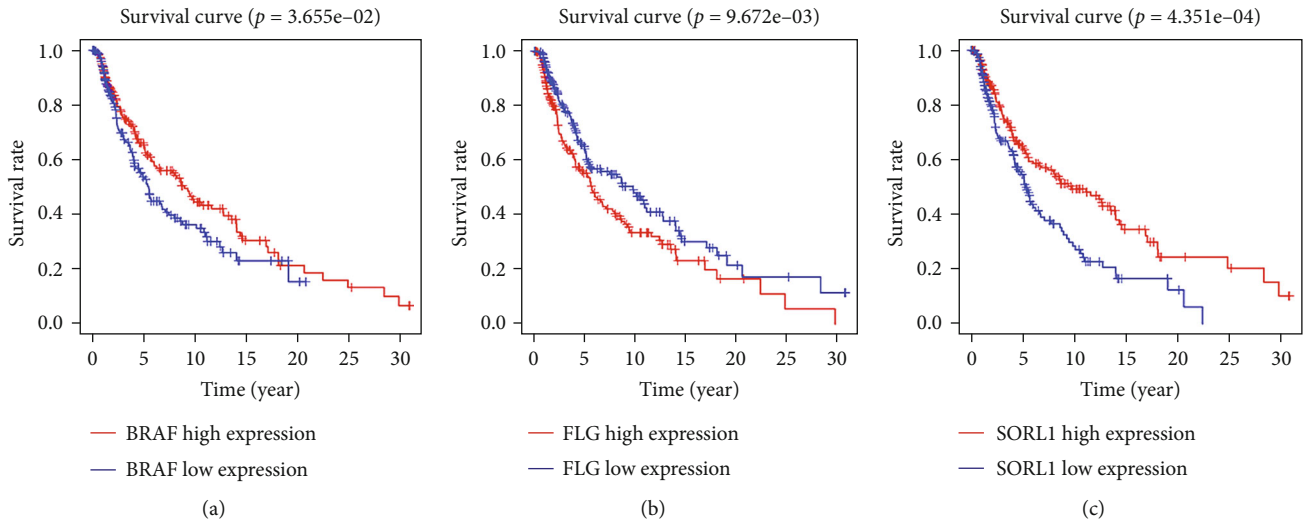 Survival curve (p = 3.655e–02)
Survival rate
1.0
0.8
0.6
0.4
0.2
0.0
0 5 10 15 20 25 30
Time (year)
BRAF high expression
BRAF low expression
(a)
Survival curve (p = 9.672e–03)
Survival rate
1.0
0.8
0.6
0.4
0.2
0.0
0 5 10 15 20 25 30
Time (year)
FLG high expression
FLG low expression
(b)
Survival curve (p = 4.351e–04)
Survival rate
1.0
0.8
0.6
0.4
0.2
0.0
0 5 10 15 20 25 30
Time (year)
SORL1 high expression
SORL1 low expression
(c)